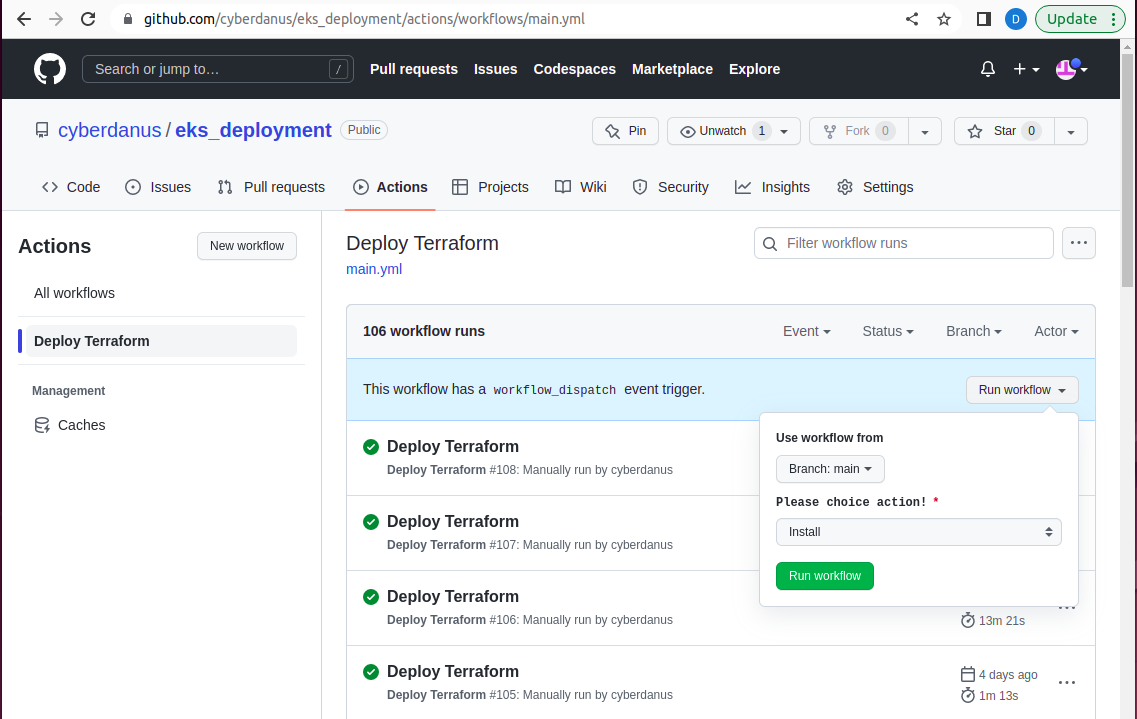 github.com/cyberdanus/eks_deployment/actions/workflows/main.yml
D
Update
Search or jump to…
/
Pull requests
Issues
Codespaces
Marketplace
Explore
cyberdanus / eks_deployment
Public
Pin
Unwatch 1
Fork 0
Star 0
Code
Issues
Pull requests
Actions
Projects
Wiki
Security
Insights
Settings
Actions
New workflow
All workflows
Deploy Terraform
Management
Caches
Deploy Terraform
main.yml
Filter workflow runs
106 workflow runs
Event
Status
Branch
Actor
This workflow has a workflow_dispatch event trigger.
Run workflow
Use workflow from
Branch: main
Please choice action! *
Install
Run workflow
Deploy Terraform
Deploy Terraform #108: Manually run by cyberdanus
Deploy Terraform
Deploy Terraform #107: Manually run by cyberdanus
Deploy Terraform
Deploy Terraform #106: Manually run by cyberdanus
13m 21s
Deploy Terraform
Deploy Terraform #105: Manually run by cyberdanus
4 days ago
1m 13s